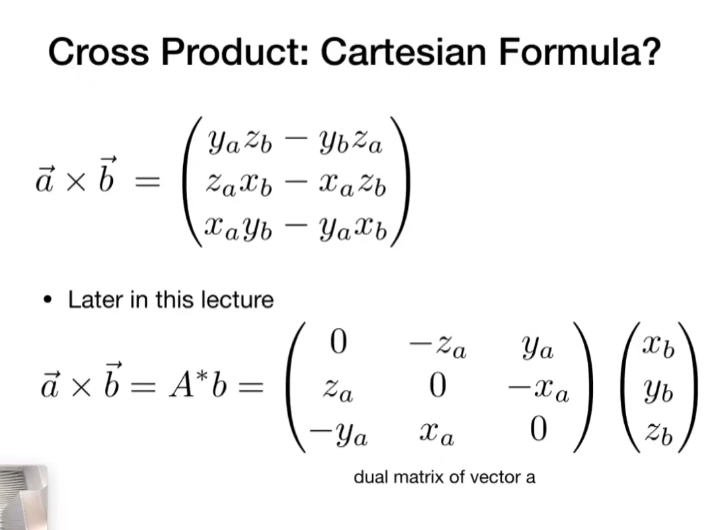 Cross Product: Cartesian Formula?
$\vec{a} \times \vec{b} = \begin{pmatrix} y_a z_b - y_b z_a \\ z_a x_b - x_a z_b \\ x_a y_b - y_a x_b \end{pmatrix}$
• Later in this lecture
$\vec{a} \times \vec{b} = A^* b = \begin{pmatrix} 0 & -z_a & y_a \\ z_a & 0 & -x_a \\ -y_a & x_a & 0 \end{pmatrix} \begin{pmatrix} x_b \\ y_b \\ z_b \end{pmatrix}$
dual matrix of vector a